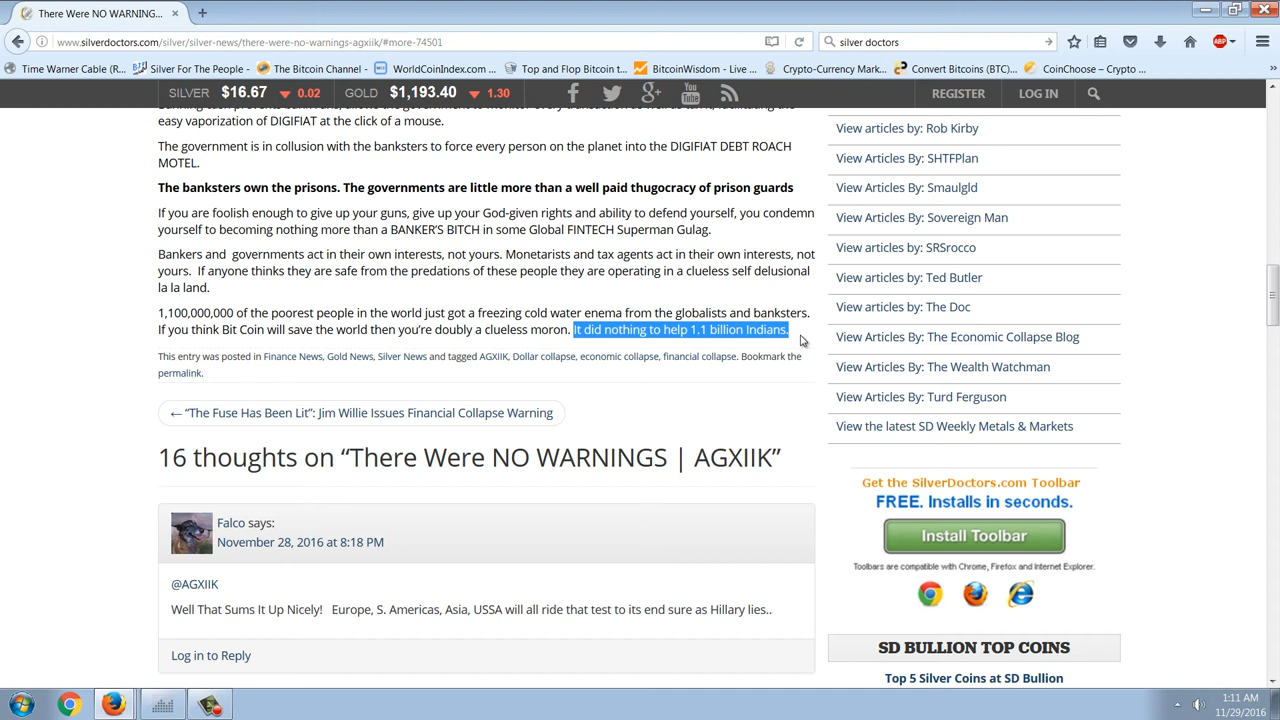 There Were NO WARNING...
www.silverdoctors.com/silver/silver-news/there-were-no-warnings-agxiik/#more-74501
silver doctors
ABP
Time Warner Cable (R...
Silver For The People - ...
The Bitcoin Channel - ...
WorldCoinIndex.com - ...
Top and Flop Bitcoin t...
BitcoinWisdom - Live ...
Crypto-Currency Mark...
Convert Bitcoins (BTC)...
CoinChoose – Crypto ...
SILVER $16.67 0.02 GOLD $1,193.40 1.30
REGISTER LOG IN
easy vaporization of DIGIFIAT at the click of a mouse.
The government is in collusion with the banksters to force every person on the planet into the DIGIFIAT DEBT ROACH
MOTEL.
The banksters own the prisons. The governments are little more than a well paid thugocracy of prison guards
If you are foolish enough to give up your guns, give up your God-given rights and ability to defend yourself, you condemn
yourself to becoming nothing more than a BANKER'S BITCH in some Global FINTECH Superman Gulag.
Bankers and governments act in their own interests, not yours. Monetarists and tax agents act in their own interests, not
yours. If anyone thinks they are safe from the predations of these people they are operating in a clueless self delusional
la la land.
1,100,000,000 of the poorest people in the world just got a freezing cold water enema from the globalists and banksters.
If you think Bit Coin will save the world then you're doubly a clueless moron. It did nothing to help 1.1 billion Indians.
This entry was posted in Finance News, Gold News, Silver News and tagged AGXIIK, Dollar collapse, economic collapse, financial collapse. Bookmark the
permalink.
← "The Fuse Has Been Lit": Jim Willie Issues Financial Collapse Warning
16 thoughts on "There Were NO WARNINGS | AGXIIK"
Falco says:
November 28, 2016 at 8:18 PM
@AGXIIK
Well That Sums It Up Nicely! Europe, S. Americas, Asia, USSA will all ride that test to its end sure as Hillary lies..
Log in to Reply
View articles by: Rob Kirby
View Articles By: SHTFPlan
View Articles By: Smaulgld
View Articles By: Sovereign Man
View articles by: SRSrocco
View articles by: Ted Butler
View articles by: The Doc
View Articles By: The Economic Collapse Blog
View Articles By: The Wealth Watchman
View Articles By: Turd Ferguson
View the latest SD Weekly Metals & Markets
Get the SilverDoctors.com Toolbar
FREE. Installs in seconds.
Install Toolbar
Toolbars are compatible with Chrome, Firefox and Internet Explorer.
SD BULLION TOP COINS
Top 5 Silver Coins at SD Bullion
1:11 AM
11/29/2016